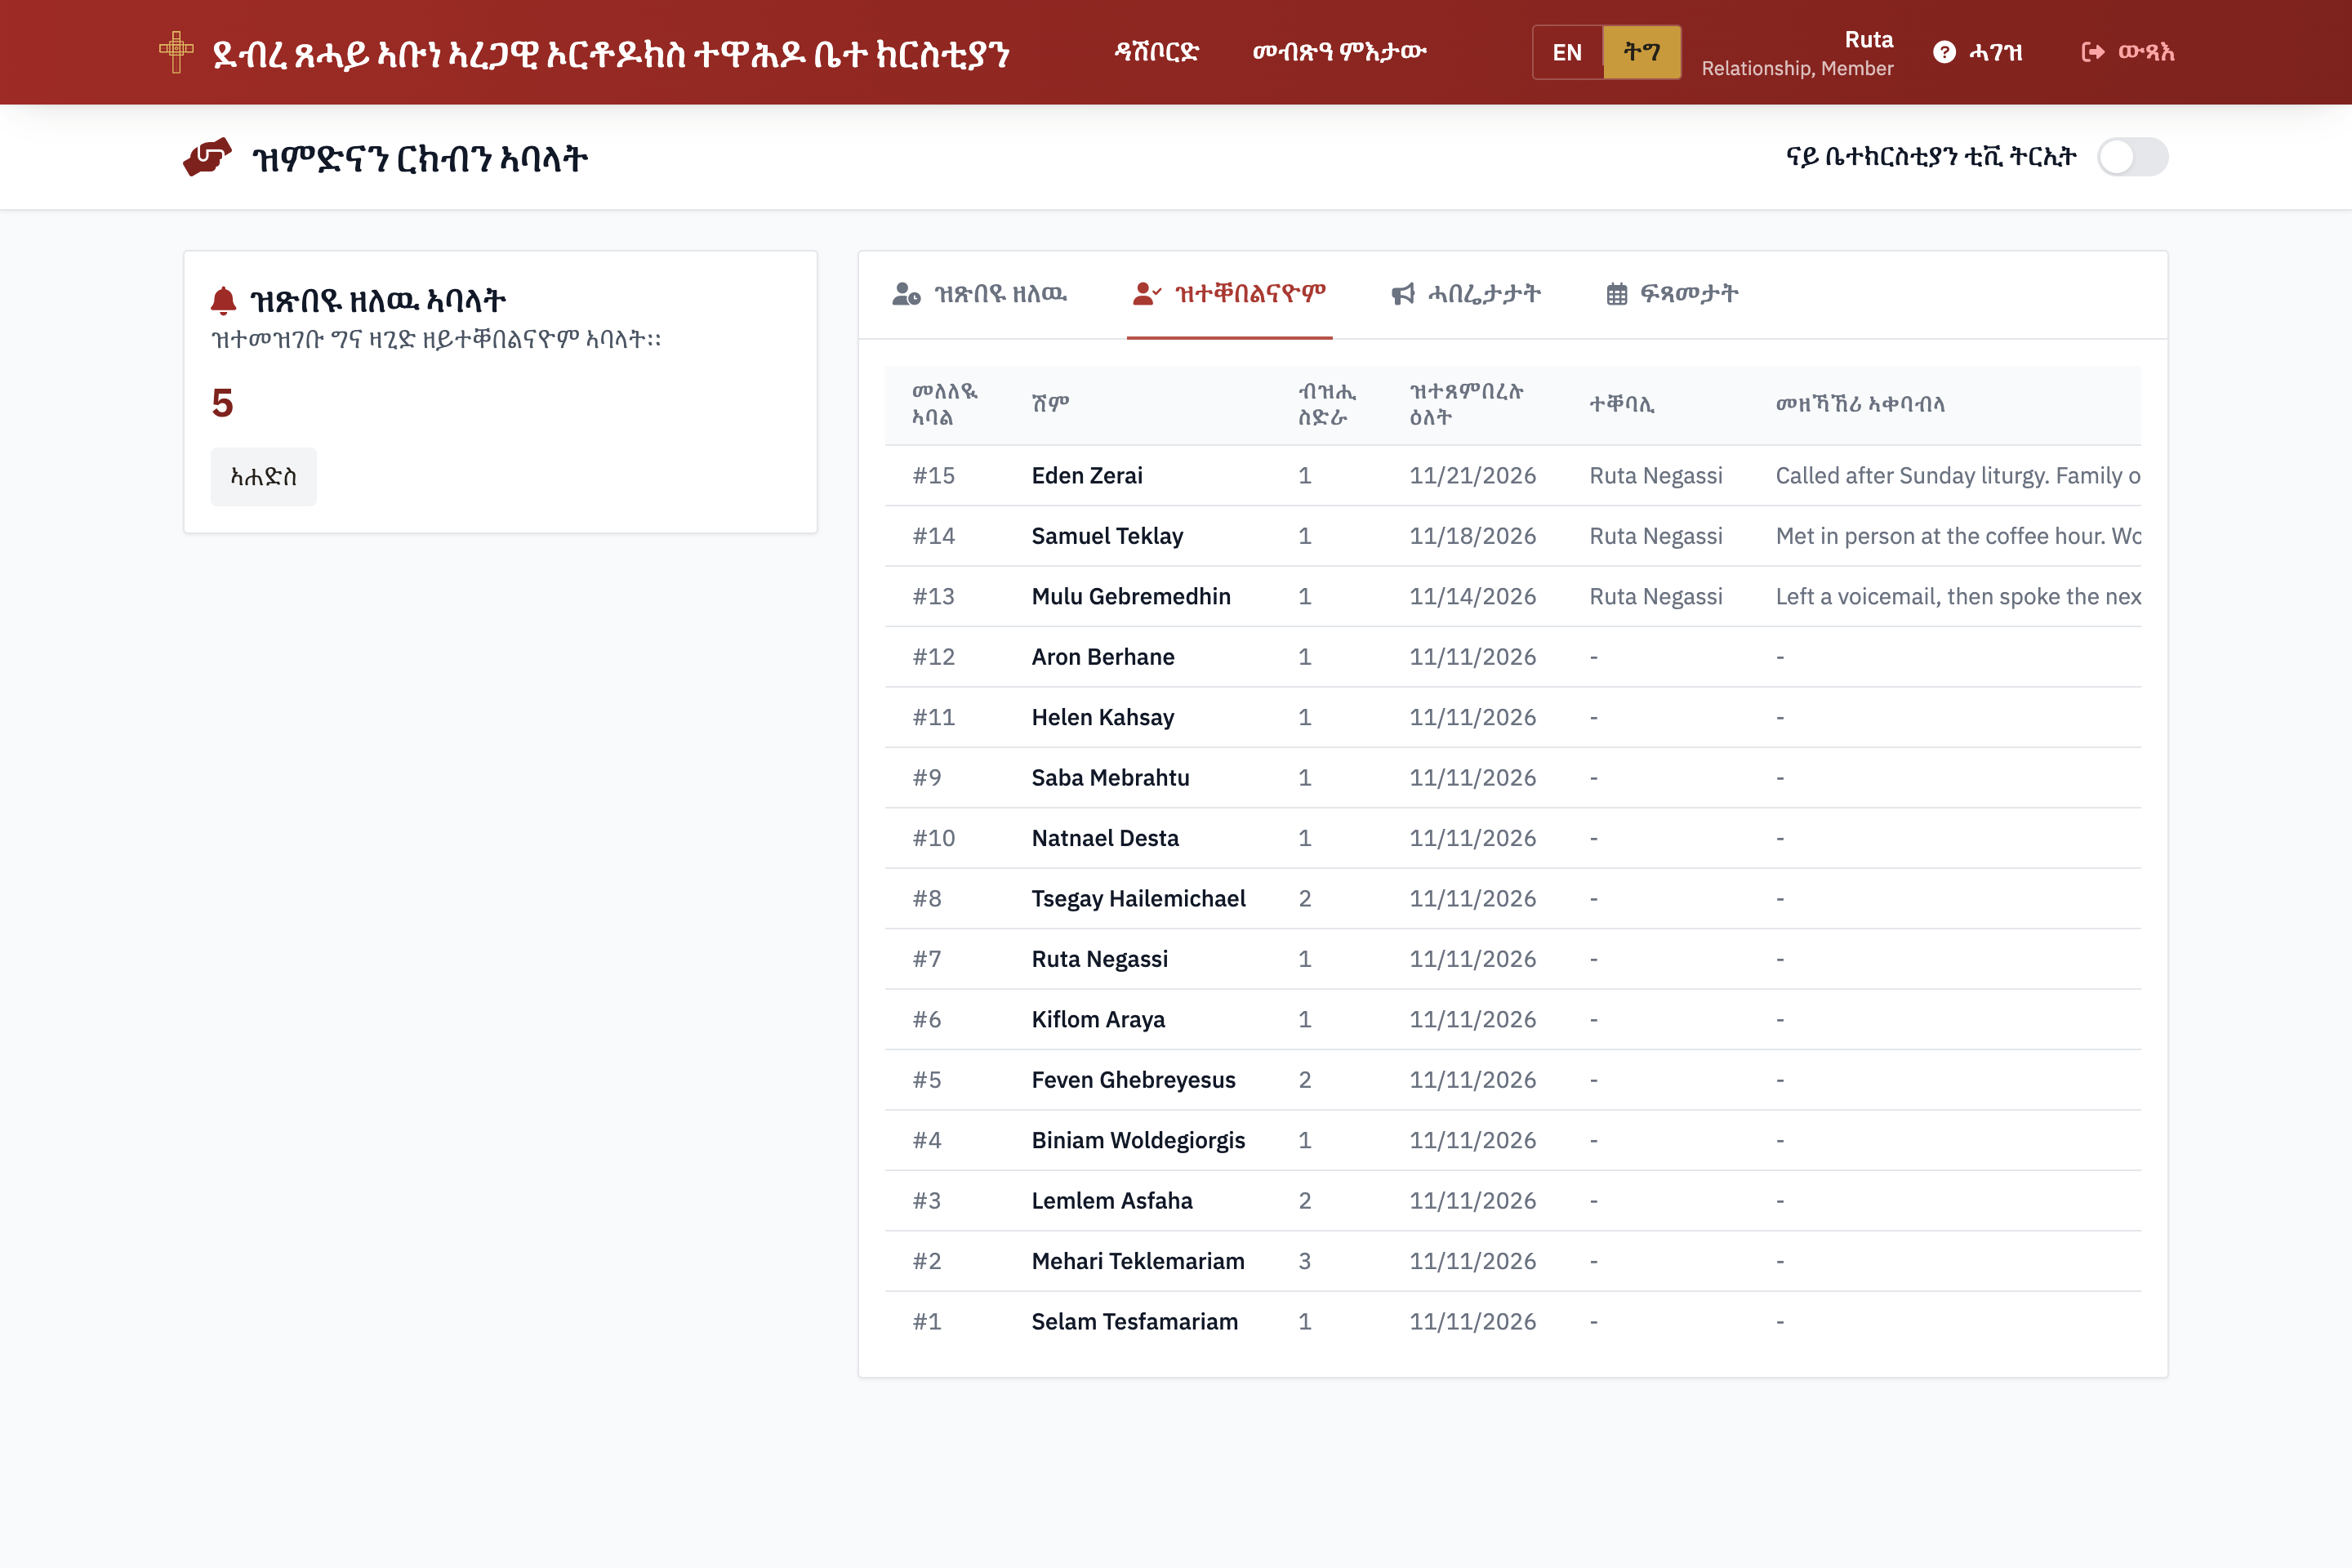 ደብረ ጸሓይ ኣቡነ ኣረጋዊ ኦርቶዶክስ ተዋሕዶ ቤተ ክርስቲያን
ዳሽቦርድ
መብጽዓ ምእታው
EN
ትግ
Ruta
Relationship, Member
ሓገዝ
ውጻእ
ዝምድናን ርክብን ኣባላት
ናይ ቤተክርስቲያን ቲቪ ትርኢት
ዝጽበዩ ዘለዉ ኣባላት
ዝተመዝገቡ ግና ዛጊድ ዘይተቐበልናዮም ኣባላት።
5
ኣሐድስ
ዝጽበዩ ዘለዉ
ዝተቐበልናዮም
ሓበሬታታት
ፍጻመታት
መለለዪ ኣባል
ሽም
ብዝሒ ስድራ
ዝተጸምበረሉ ዕለት
ተቐባሊ
መዘኻኸሪ ኣቀባብላ
#15 Eden Zerai 1 11/21/2026 Ruta Negassi Called after Sunday liturgy. Family o
#14 Samuel Teklay 1 11/18/2026 Ruta Negassi Met in person at the coffee hour. Wo
#13 Mulu Gebremedhin 1 11/14/2026 Ruta Negassi Left a voicemail, then spoke the nex
#12 Aron Berhane 1 11/11/2026 - -
#11 Helen Kahsay 1 11/11/2026 - -
#9 Saba Mebrahtu 1 11/11/2026 - -
#10 Natnael Desta 1 11/11/2026 - -
#8 Tsegay Hailemichael 2 11/11/2026 - -
#7 Ruta Negassi 1 11/11/2026 - -
#6 Kiflom Araya 1 11/11/2026 - -
#5 Feven Ghebreyesus 2 11/11/2026 - -
#4 Biniam Woldegiorgis 1 11/11/2026 - -
#3 Lemlem Asfaha 2 11/11/2026 - -
#2 Mehari Teklemariam 3 11/11/2026 - -
#1 Selam Tesfamariam 1 11/11/2026 - -